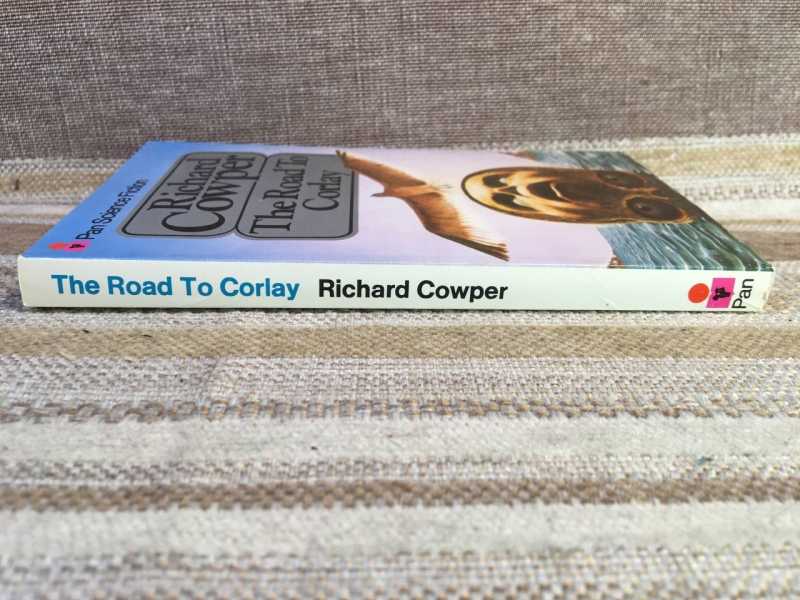 Pan Science Fiction
Richard
Cowper
The Road To
Corlay
The Road To Corlay Richard Cowper
Pan